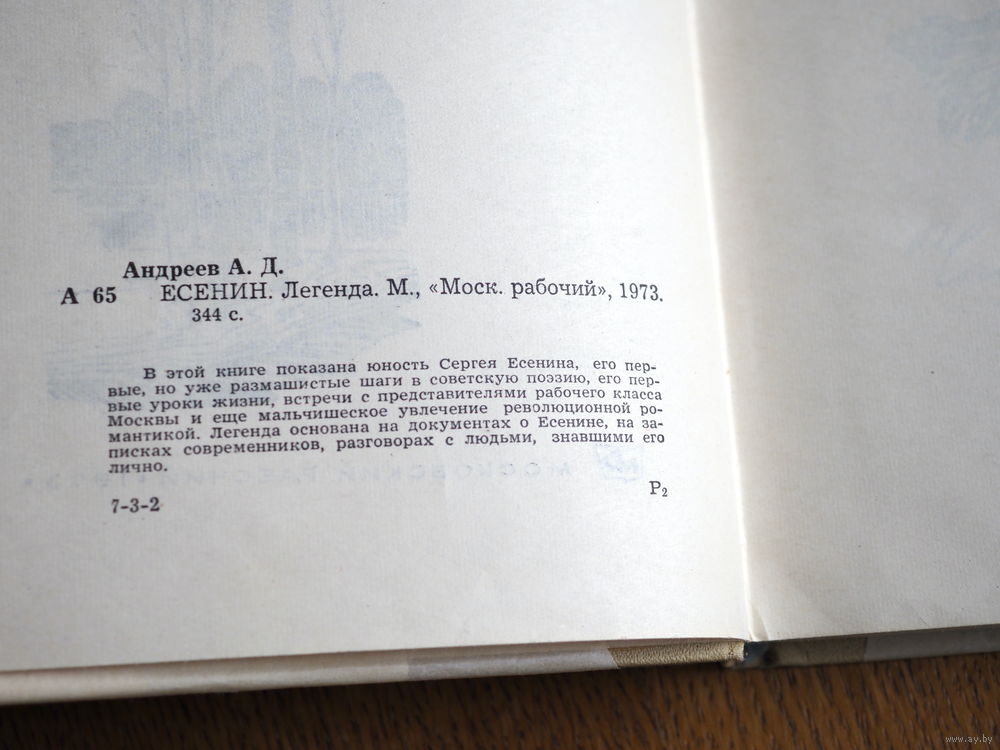 Андреев А. Д.
А 65 ЕСЕНИН. Легенда. М., «Моск. рабочий», 1973.
344 с.
В этой книге показана юность Сергея Есенина, его пер-
вые, но уже размашистые шаги в советскую поэзию, его пер-
вые уроки жизни, встречи с представителями рабочего класса
Москвы и еще мальчишеское увлечение революционной ро-
мантикой. Легенда основана на документах о Есенине, на за-
писках современников, разговорах с людьми, знавшими его
лично.
7-3-2
Р2
www.ay.by